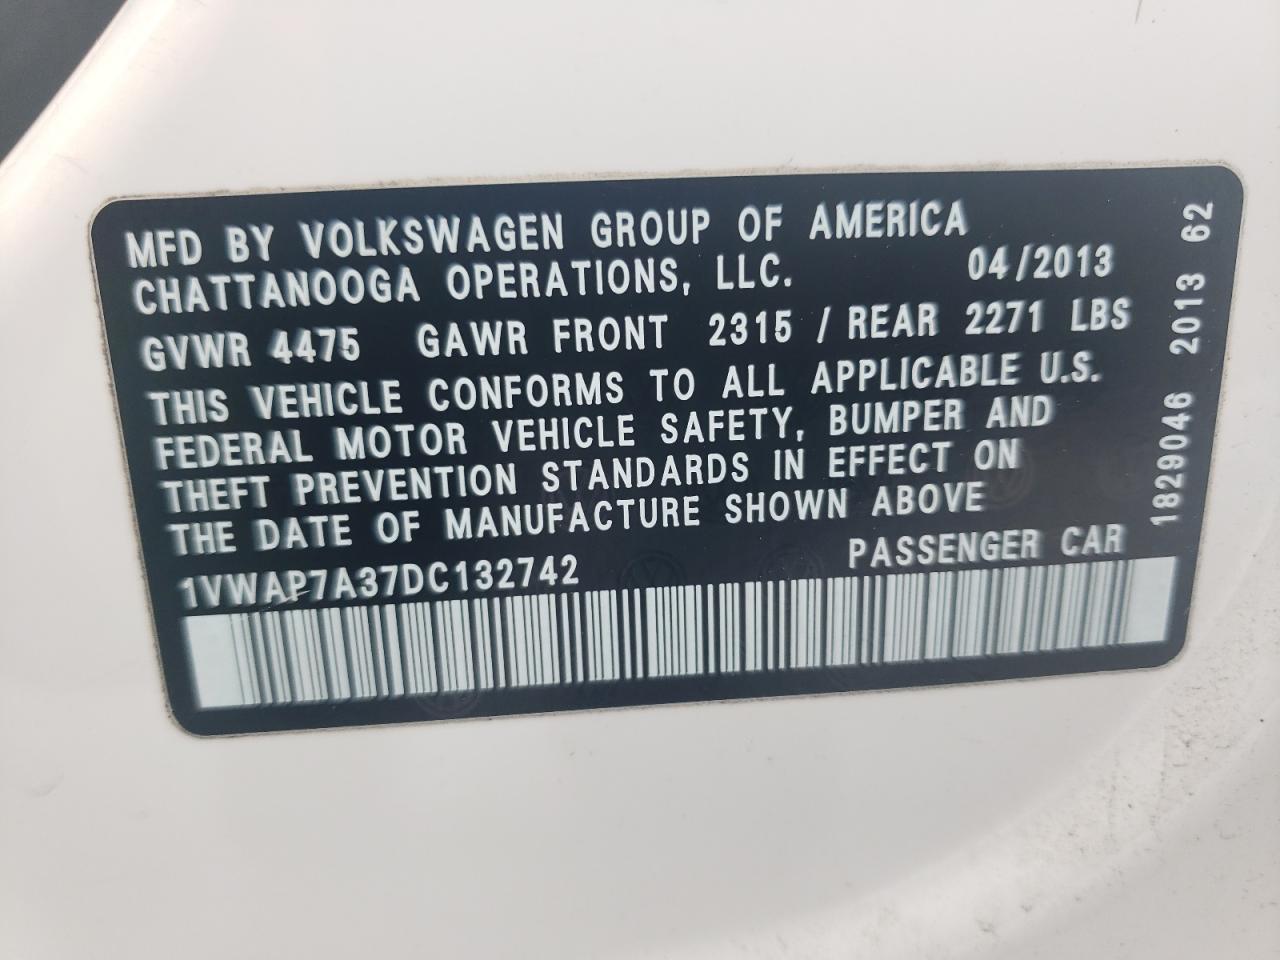 MFD BY VOLKSWAGEN GROUP OF AMERICA
CHATTANOOGA OPERATIONS, LLC. 04/2013
GVWR 4475 GAWR FRONT 2315 / REAR 2271 LBS
THIS VEHICLE CONFORMS TO ALL APPLICABLE U.S.
FEDERAL MOTOR VEHICLE SAFETY, BUMPER AND
THEFT PREVENTION STANDARDS IN EFFECT ON
THE DATE OF MANUFACTURE SHOWN ABOVE
1VWAP7A37DC132742 PASSENGER CAR
1829046 2013 62